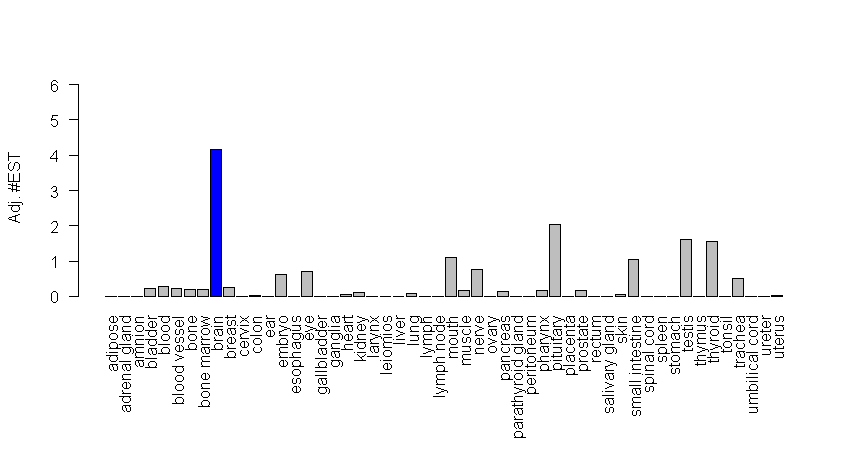 6
5
4
3
2
1
0
Adj. #EST
adipose
adrenal gland
amnion
bladder
blood
blood vessel
bone
bone marrow
brain
breast
cervix
colon
ear
embryo
esophagus
eye
gallbladder
ganglia
heart
kidney
larynx
leiomios
liver
lung
lymph
lymph node
mouth
muscle
nerve
ovary
pancreas
parathyroid gland
peritoneum
pharynx
pituitary
placenta
prostate
rectum
salivary gland
skin
small intestine
spinal cord
spleen
stomach
testis
thymus
thyroid
tonsil
trachea
umbilical cord
ureter
uterus